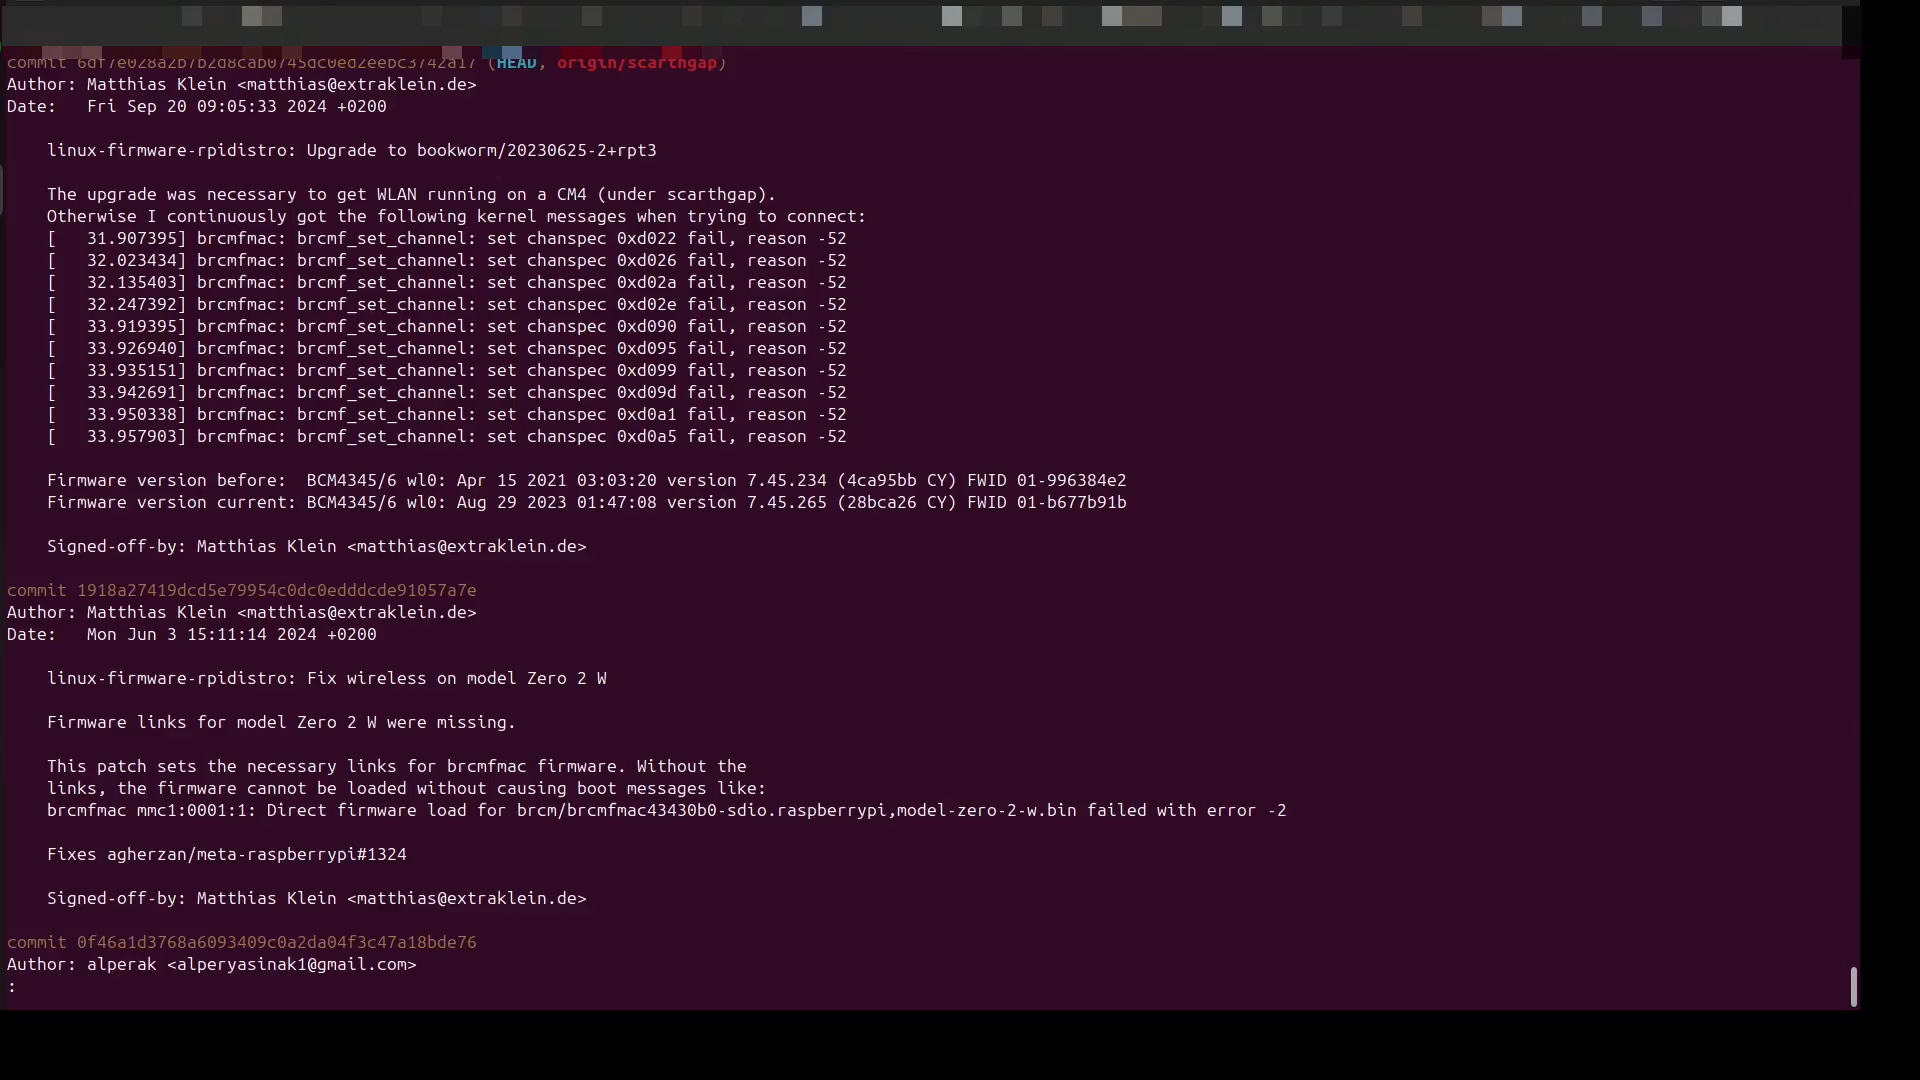 commit 6df7e028a2b7b2d8cab0745dc0ed2eebc3742a17 (HEAD, origin/scarthgap)
Author: Matthias Klein <matthias@extraklein.de>
Date:   Fri Sep 20 09:05:33 2024 +0200
linux-firmware-rpidistro: Upgrade to bookworm/20230625-2+rpt3
The upgrade was necessary to get WLAN running on a CM4 (under scarthgap).
Otherwise I continuously got the following kernel messages when trying to connect:
[   31.907395] brcmfmac: brcmf_set_channel: set chanspec 0xd022 fail, reason -52
[   32.023434] brcmfmac: brcmf_set_channel: set chanspec 0xd026 fail, reason -52
[   32.135403] brcmfmac: brcmf_set_channel: set chanspec 0xd02a fail, reason -52
[   32.247392] brcmfmac: brcmf_set_channel: set chanspec 0xd02e fail, reason -52
[   33.919395] brcmfmac: brcmf_set_channel: set chanspec 0xd090 fail, reason -52
[   33.926940] brcmfmac: brcmf_set_channel: set chanspec 0xd095 fail, reason -52
[   33.935151] brcmfmac: brcmf_set_channel: set chanspec 0xd099 fail, reason -52
[   33.942691] brcmfmac: brcmf_set_channel: set chanspec 0xd09d fail, reason -52
[   33.950338] brcmfmac: brcmf_set_channel: set chanspec 0xd0a1 fail, reason -52
[   33.957903] brcmfmac: brcmf_set_channel: set chanspec 0xd0a5 fail, reason -52
Firmware version before:  BCM4345/6 wl0: Apr 15 2021 03:03:20 version 7.45.234 (4ca95bb CY) FWID 01-996384e2
Firmware version current: BCM4345/6 wl0: Aug 29 2023 01:47:08 version 7.45.265 (28bca26 CY) FWID 01-b677b91b
Signed-off-by: Matthias Klein <matthias@extraklein.de>
commit 1918a27419dcd5e79954c0dc0edddcde91057a7e
Author: Matthias Klein <matthias@extraklein.de>
Date:   Mon Jun 3 15:11:14 2024 +0200
linux-firmware-rpidistro: Fix wireless on model Zero 2 W
Firmware links for model Zero 2 W were missing.
This patch sets the necessary links for brcmfmac firmware. Without the
links, the firmware cannot be loaded without causing boot messages like:
brcmfmac mmc1:0001:1: Direct firmware load for brcm/brcmfmac43430b0-sdio.raspberrypi,model-zero-2-w.bin failed with error -2
Fixes agherzan/meta-raspberrypi#1324
Signed-off-by: Matthias Klein <matthias@extraklein.de>
commit 0f46a1d3768a6093409c0a2da04f3c47a18bde76
Author: alperak <alperyasinak1@gmail.com>
: